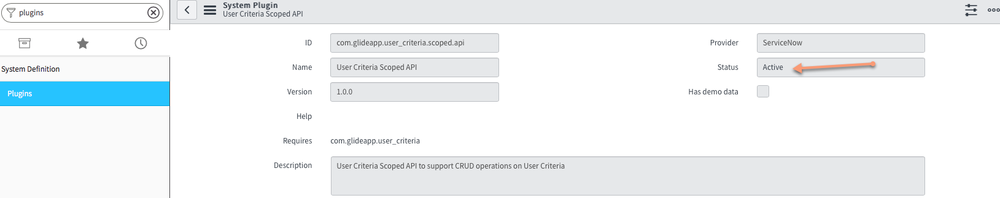 plugins
System Definition
Plugins
System Plugin
User Criteria Scoped API
ID com.glideapp.user_criteria.scoped.api
Provider ServiceNow
Name User Criteria Scoped API
Status Active
Version 1.0.0
Has demo data
Help
Requires com.glideapp.user_criteria
Description User Criteria Scoped API to support CRUD operations on User Criteria